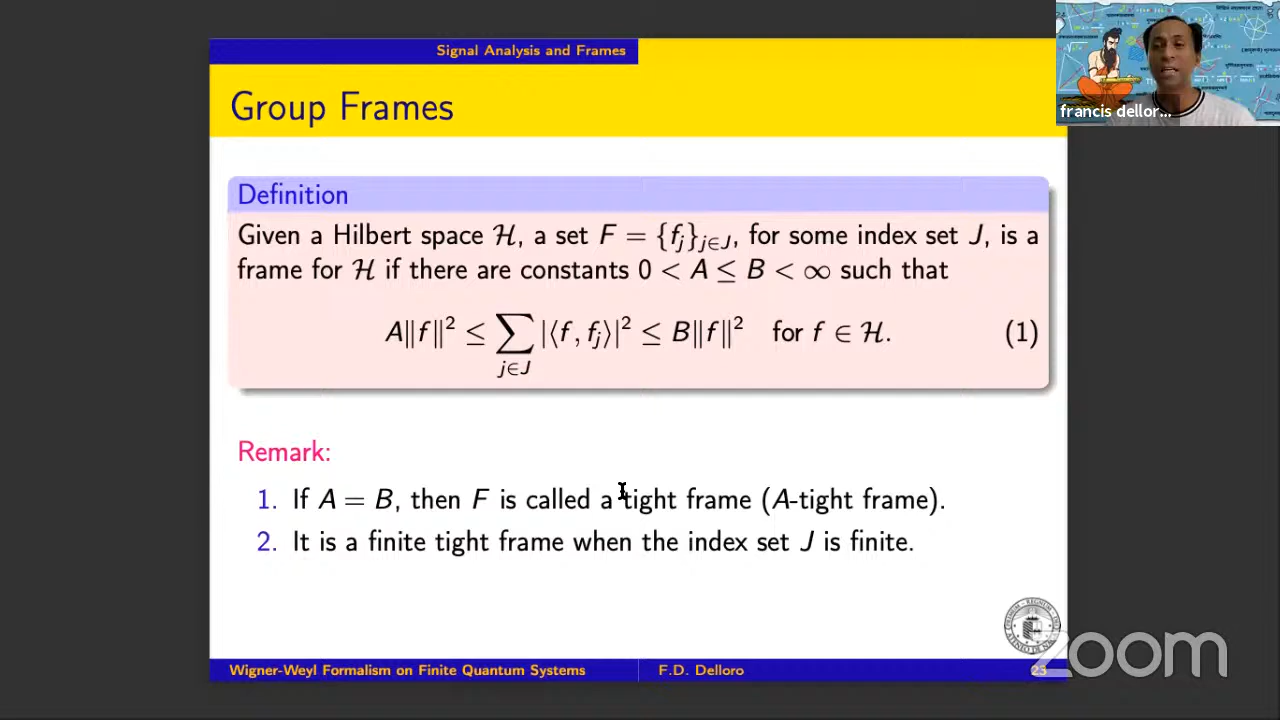 Signal Analysis and Frames
francis dellor...
Group Frames
Definition
Given a Hilbert space ℋ, a set F = {f_j}_{j∈J}, for some index set J, is a
frame for ℋ if there are constants 0 < A ≤ B < ∞ such that
A‖f‖² ≤ ∑_{j∈J} |⟨f, f_j⟩|² ≤ B‖f‖² for f ∈ ℋ. (1)
Remark:
1. If A = B, then F is called a tight frame (A-tight frame).
2. It is a finite tight frame when the index set J is finite.
zoom
Wigner-Weyl Formalism on Finite Quantum Systems F.D. Delloro 23